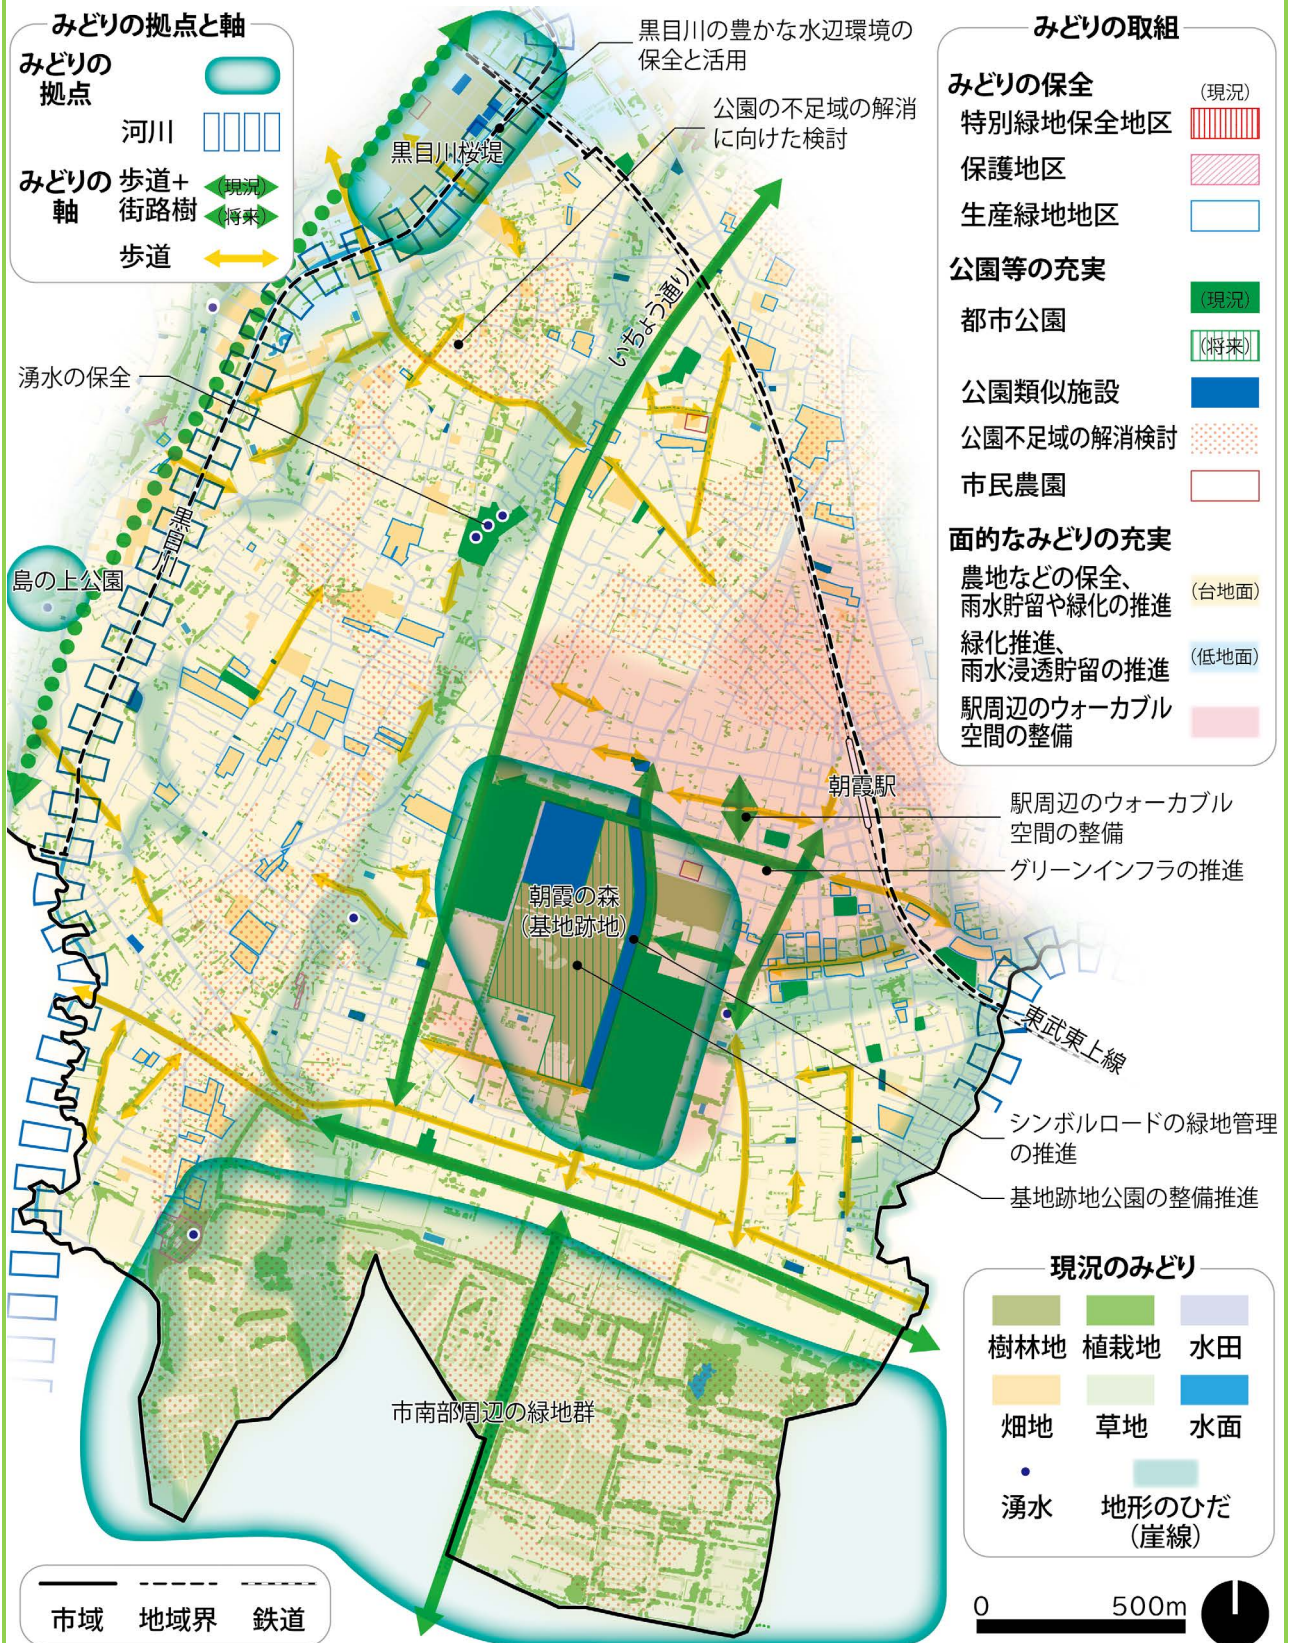 みどりの拠点と軸
みどりの
拠点
河川
みどりの
軸
歩道+
街路樹
(現況)
(将来)
歩道
黒目川の豊かな水辺環境の
保全と活用
公園の不足域の解消
に向けた検討
黒目川桜堤
いちょう通り
湧水の保全
黒目川
島の上公園
朝霞駅
駅周辺のウォーカブル
空間の整備
グリーンインフラの推進
朝霞の森
(基地跡地)
東武東上線
シンボルロードの緑地管理
の推進
基地跡地公園の整備推進
市南部周辺の緑地群
みどりの取組
みどりの保全
(現況)
特別緑地保全地区
保護地区
生産緑地地区
公園等の充実
都市公園
(現況)
(将来)
公園類似施設
公園不足域の解消検討
市民農園
面的なみどりの充実
農地などの保全、
雨水貯留や緑化の推進
(台地面)
緑化推進、
雨水浸透貯留の推進
(低地面)
駅周辺のウォーカブル
空間の整備
現況のみどり
樹林地 植栽地 水田
畑地 草地 水面
湧水 地形のひだ
(崖線)
市域 地域界 鉄道
0 500m